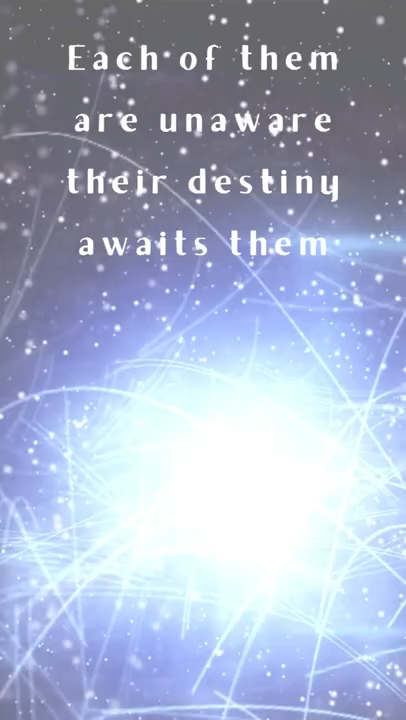 Each of them
are unaware
their destiny
awaits them